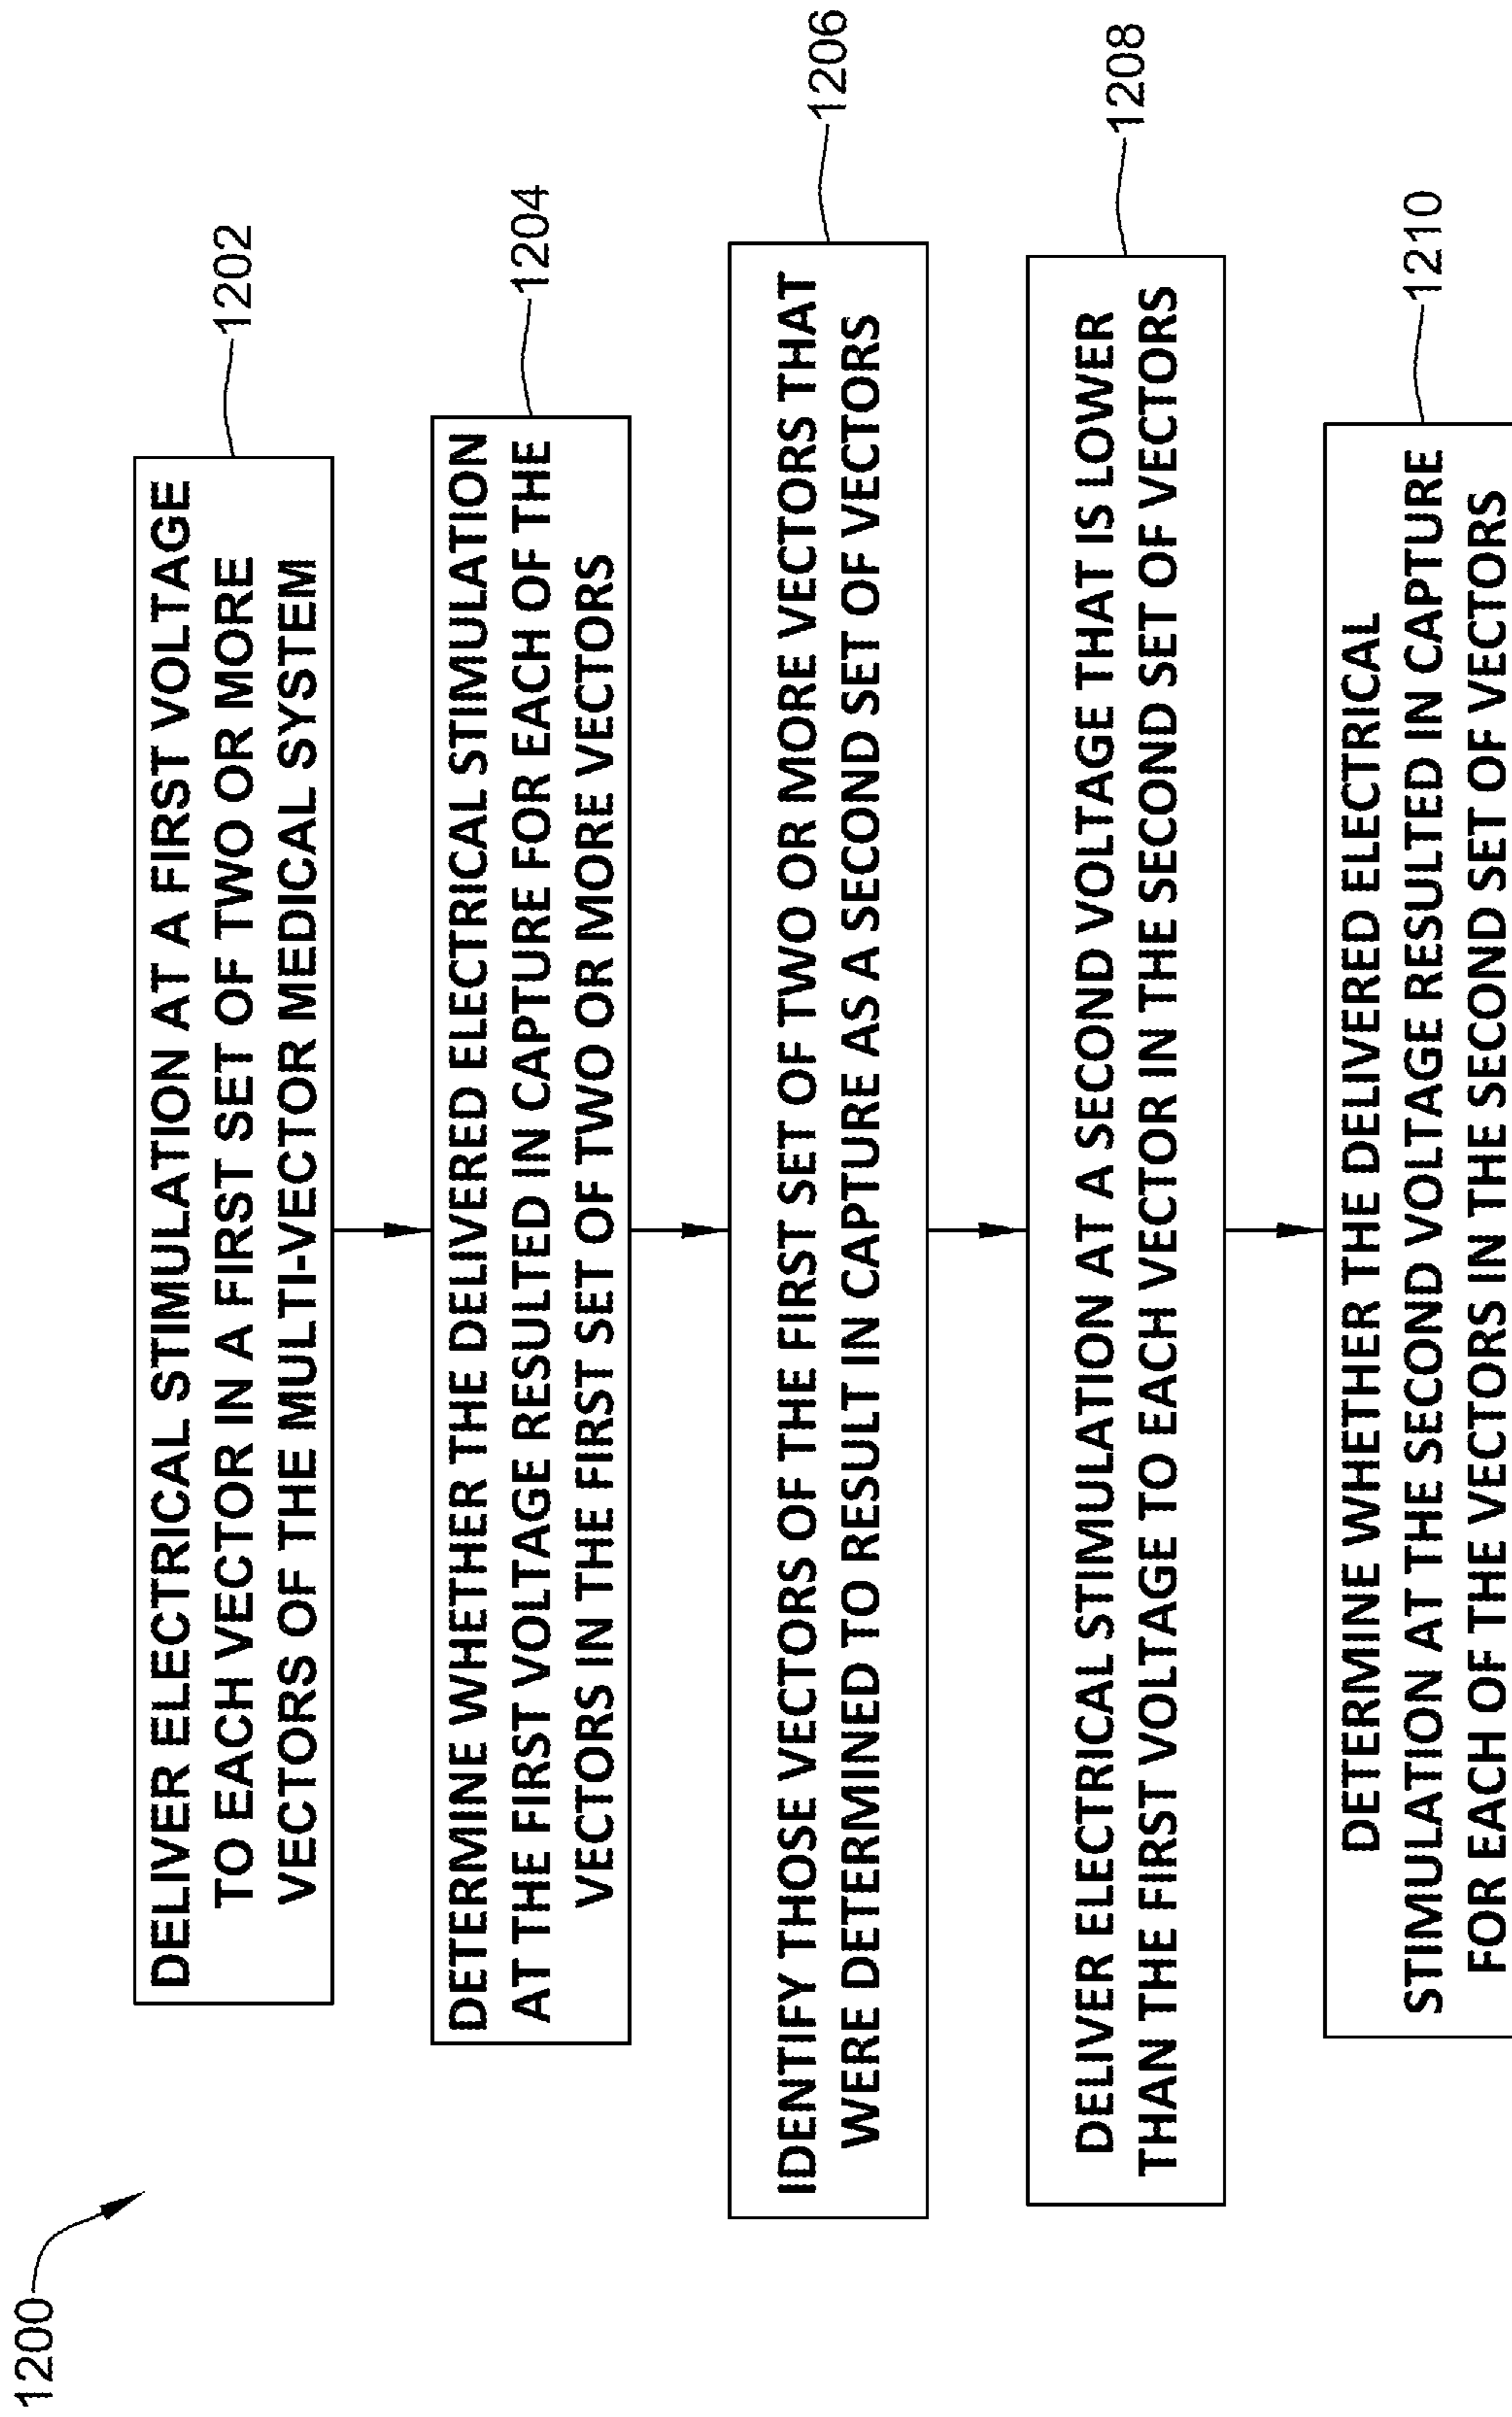 1200
DELIVER ELECTRICAL STIMULATION AT A FIRST VOLTAGE
TO EACH VECTOR IN A FIRST SET OF TWO OR MORE
VECTORS OF THE MULTI-VECTOR MEDICAL SYSTEM
1202
DETERMINE WHETHER THE DELIVERED ELECTRICAL STIMULATION
AT THE FIRST VOLTAGE RESULTED IN CAPTURE FOR EACH OF THE
VECTORS IN THE FIRST SET OF TWO OR MORE VECTORS
1204
IDENTIFY THOSE VECTORS OF THE FIRST SET OF TWO OR MORE VECTORS THAT
WERE DETERMINED TO RESULT IN CAPTURE AS A SECOND SET OF VECTORS
1206
DELIVER ELECTRICAL STIMULATION AT A SECOND VOLTAGE THAT IS LOWER
THAN THE FIRST VOLTAGE TO EACH VECTOR IN THE SECOND SET OF VECTORS
1208
DETERMINE WHETHER THE DELIVERED ELECTRICAL
STIMULATION AT THE SECOND VOLTAGE RESULTED IN CAPTURE
FOR EACH OF THE VECTORS IN THE SECOND SET OF VECTORS
1210